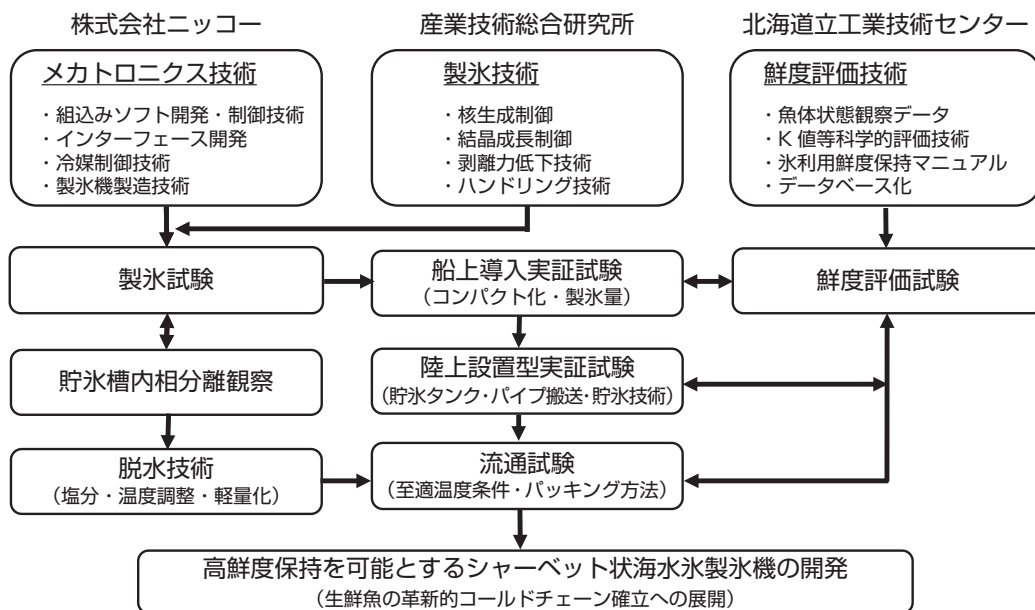 株式会社ニッコー
産業技術総合研究所
北海道立工業技術センター
メカトロニクス技術
・組込みソフト開発・制御技術
・インターフェース開発
・冷媒制御技術
・製氷機製造技術
製氷技術
・核生成制御
・結晶成長制御
・剥離力低下技術
・ハンドリング技術
鮮度評価技術
・魚体状態観察データ
・K 値等科学的評価技術
・氷利用鮮度保持マニュアル
・データベース化
製氷試験
船上導入実証試験
（コンパクト化・製氷量）
鮮度評価試験
貯氷槽内相分離観察
陸上設置型実証試験
（貯氷タンク・パイプ搬送・貯氷技術）
脱水技術
（塩分・温度調整・軽量化）
流通試験
（至適温度条件・パッキング方法）
高鮮度保持を可能とするシャーベット状海水氷製氷機の開発
（生鮮魚の革新的コールドチェーン確立への展開）